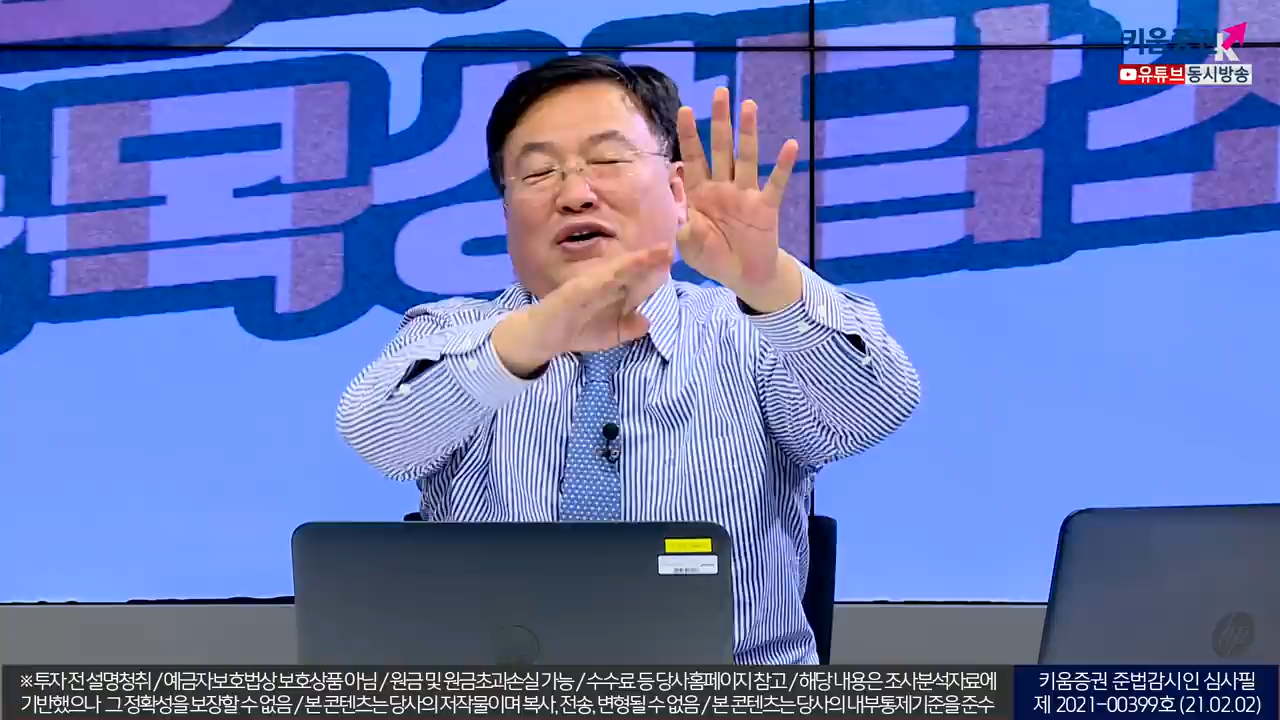 키움증권
유튜브 동시방송
※ 투자 전 설명청취 / 예금자보호법상 보호상품 아님 / 원금 및 원금초과손실 가능 / 수수료 등 당사홈페이지 참고 / 해당 내용은 조사분석자료에
기반했으나 그 정확성을 보장할 수 없음 / 본 콘텐츠는 당사의 저작물이며 복사, 전송, 변형될 수 없음 / 본 콘텐츠는 당사의 내부통제기준을 준수
키움증권 준법감시인 심사필
제 2021-00399호 (21.02.02)
hp